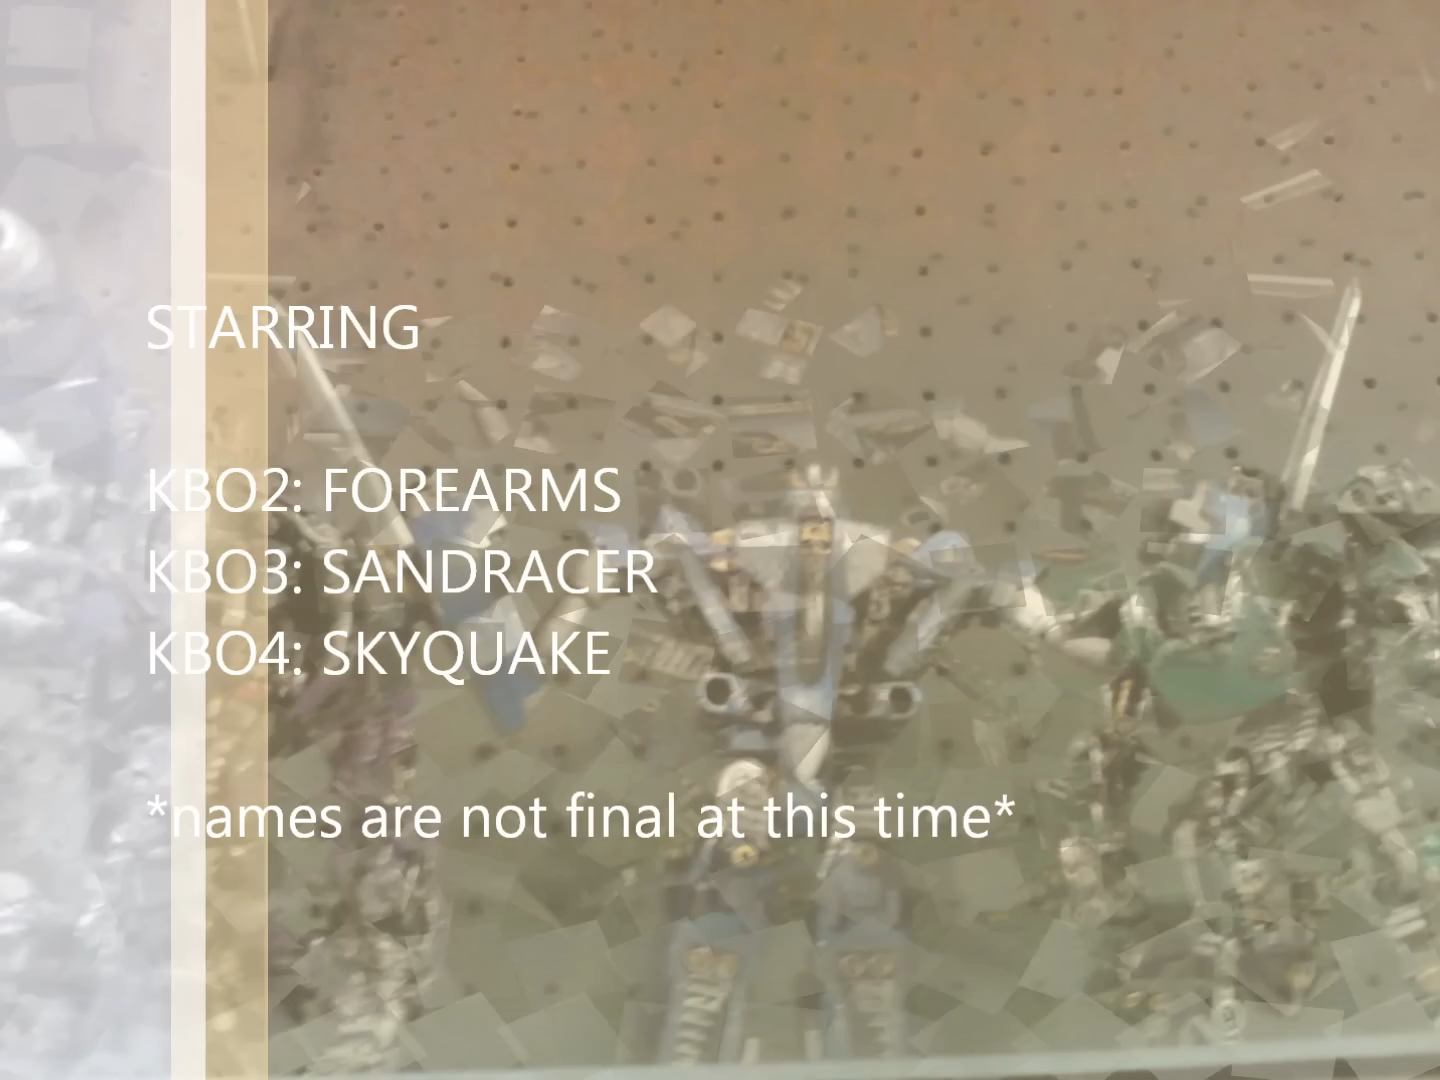 STARRING
KBO2: FOREARMS
KBO3: SANDRACER
KBO4: SKYQUAKE
*names are not final at this time*